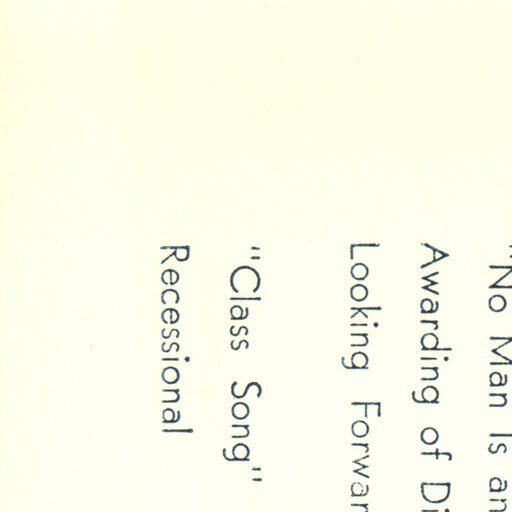 "No Man Is an
Awarding of Di
Looking Forwar
"Class Song"
Recessional